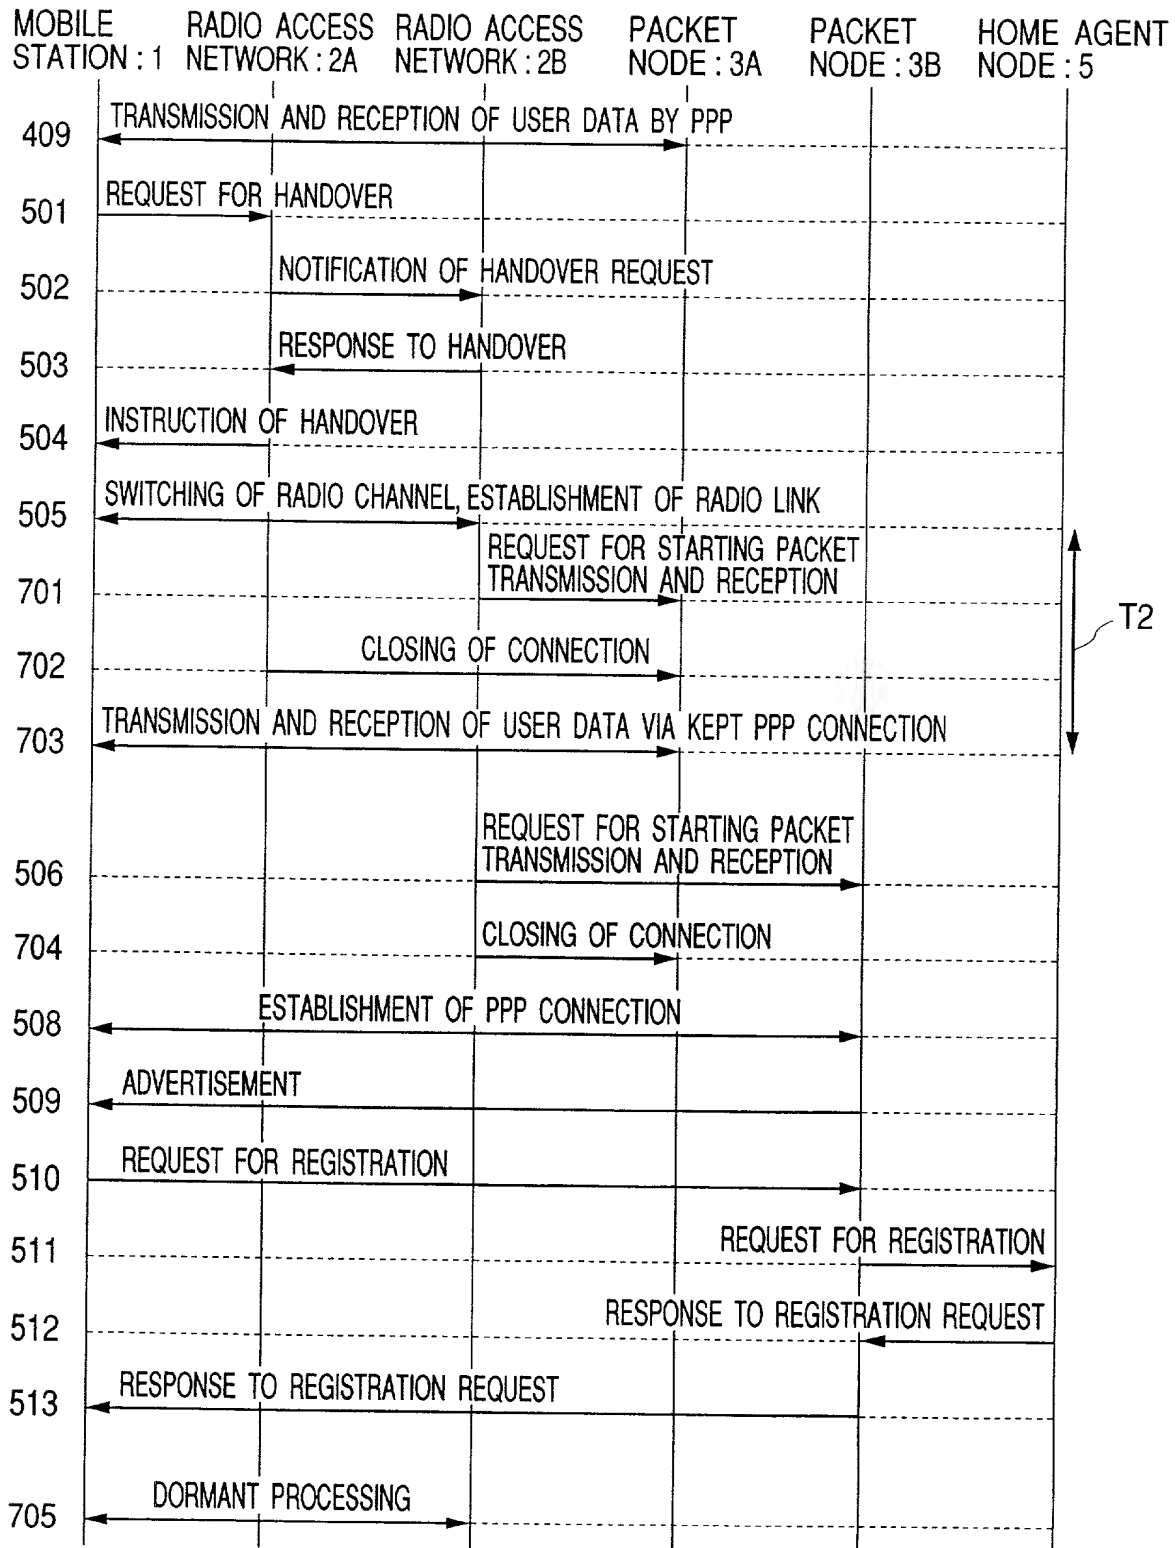 MOBILE STATION : 1
RADIO ACCESS NETWORK : 2A
RADIO ACCESS NETWORK : 2B
PACKET NODE : 3A
PACKET NODE : 3B
HOME AGENT NODE : 5
409 TRANSMISSION AND RECEPTION OF USER DATA BY PPP
501 REQUEST FOR HANDOVER
502 NOTIFICATION OF HANDOVER REQUEST
503 RESPONSE TO HANDOVER
504 INSTRUCTION OF HANDOVER
505 SWITCHING OF RADIO CHANNEL, ESTABLISHMENT OF RADIO LINK
REQUEST FOR STARTING PACKET
701 TRANSMISSION AND RECEPTION
T2
702 CLOSING OF CONNECTION
703 TRANSMISSION AND RECEPTION OF USER DATA VIA KEPT PPP CONNECTION
REQUEST FOR STARTING PACKET
506 TRANSMISSION AND RECEPTION
704 CLOSING OF CONNECTION
508 ESTABLISHMENT OF PPP CONNECTION
509 ADVERTISEMENT
510 REQUEST FOR REGISTRATION
511 REQUEST FOR REGISTRATION
512 RESPONSE TO REGISTRATION REQUEST
513 RESPONSE TO REGISTRATION REQUEST
705 DORMANT PROCESSING